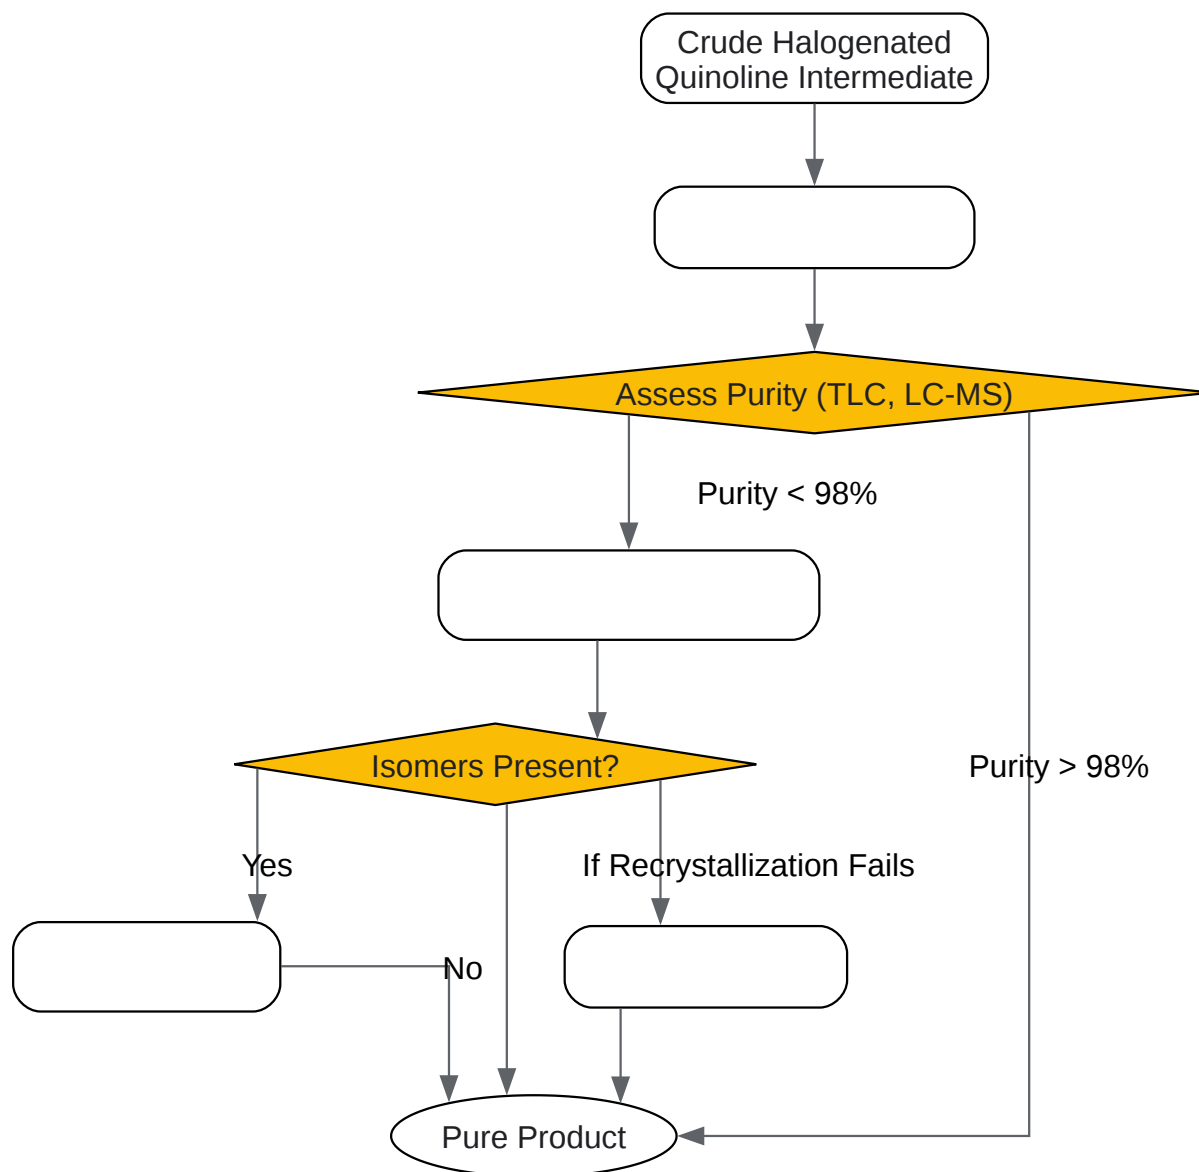 Crude Halogenated
Quinoline Intermediate
Assess Purity (TLC, LC-MS)
Purity < 98%
Isomers Present?
Purity > 98%
Yes
If Recrystallization Fails
No
Pure Product